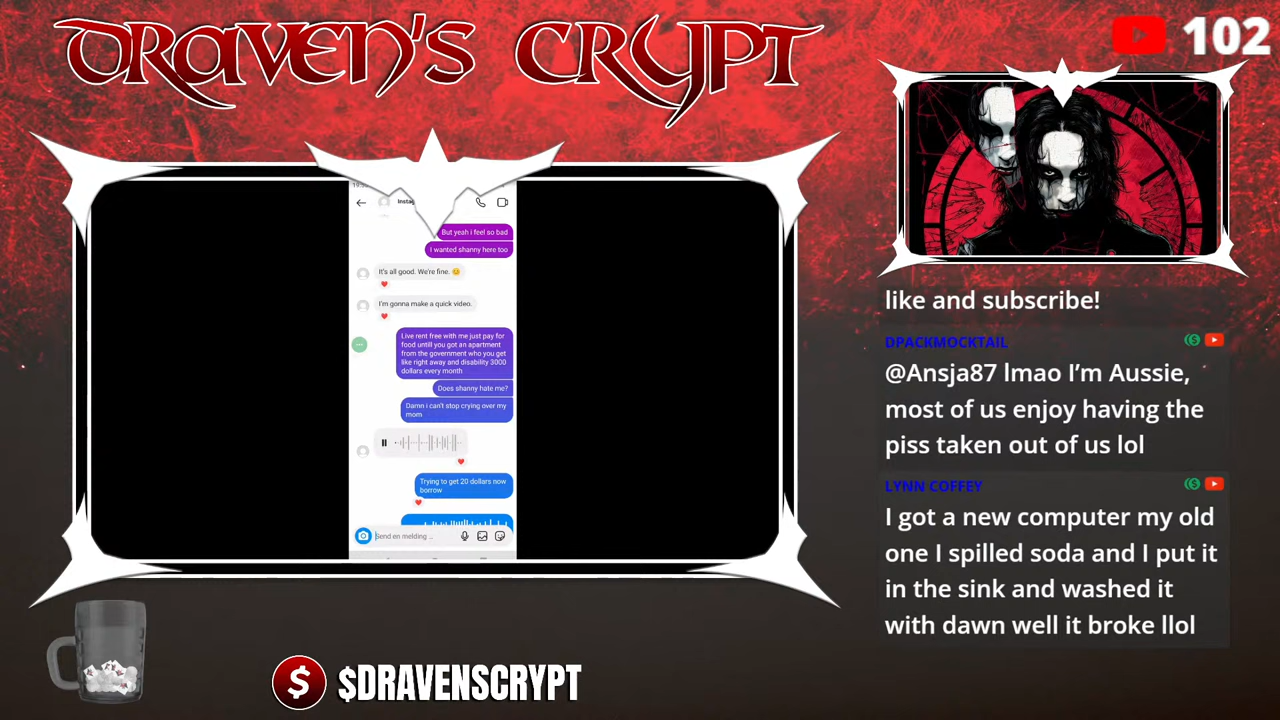 DRAVEN'S CRYPT
102
But yeah i feel so bad
I wanted shanny here too
It's all good. We're fine. 😊
I'm gonna make a quick video.
Live rent free with me just pay for
food untill you got an apartment
from the government who you get
like right away and disability 3000
dollars every month
Does shanny hate me?
Damn i can't stop crying over my
mom
Trying to get 20 dollars now
borrow
Send en melding ...
like and subscribe!
DPACKMOCKTAIL
@Ansja87 lmao I'm Aussie,
most of us enjoy having the
piss taken out of us lol
LYNN COFFEY
I got a new computer my old
one I spilled soda and I put it
in the sink and washed it
with dawn well it broke llol
$ $DRAVENSCRYPT